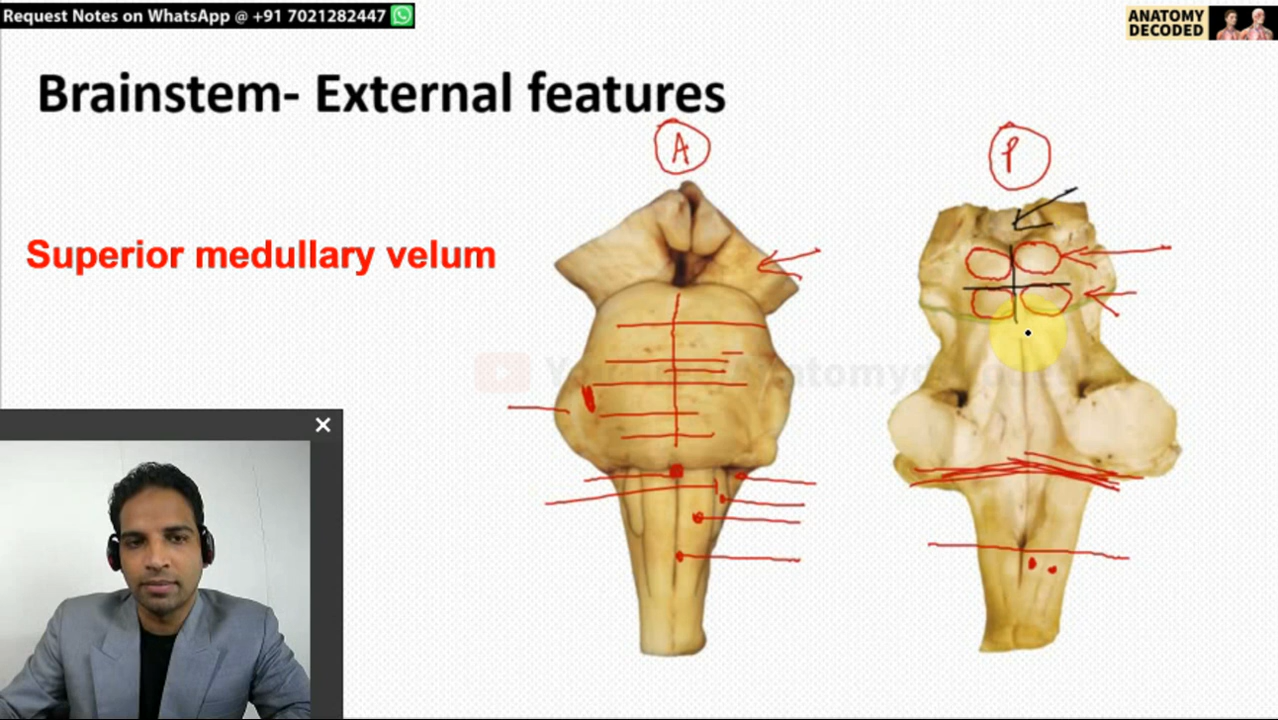 Request Notes on WhatsApp @ +91 7021282447
ANATOMY
DECODED
Brainstem- External features
A
P
Superior medullary velum